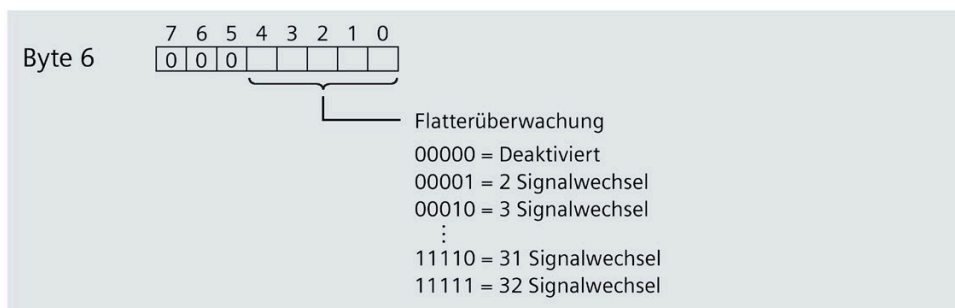 7 6 5 4 3 2 1 0
Byte 6 0 0 0
Flatterüberwachung
00000 = Deaktiviert
00001 = 2 Signalwechsel
00010 = 3 Signalwechsel
⋮
11110 = 31 Signalwechsel
11111 = 32 Signalwechsel